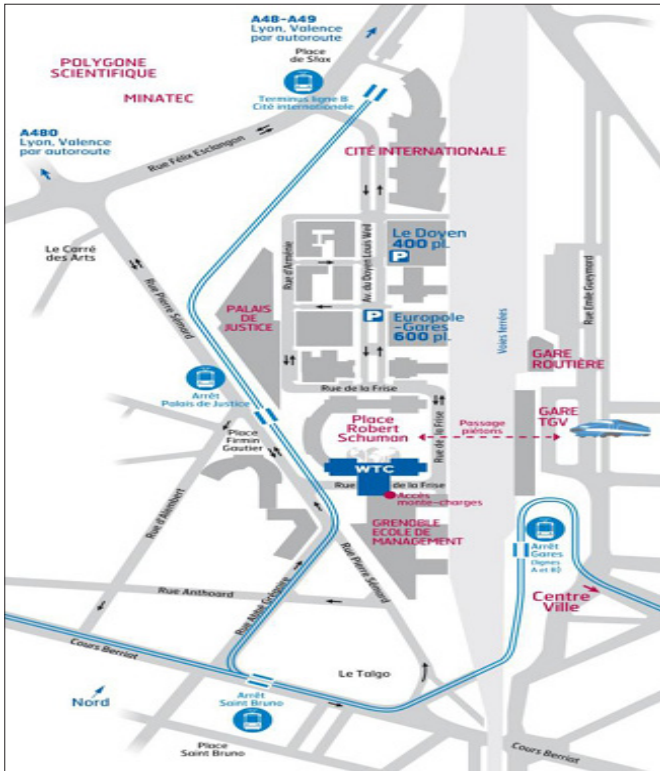 A48-A49
Lyon, Valence
par autoroute
POLYGONE
SCIENTIFIQUE
Place
de Sfax
MINATEC
Terminus ligne B
Cité internationale
A480
Lyon, Valence
par autoroute
Rue Félix Esclangon
CITÉ INTERNATIONALE
Le Carré
des Arts
Rue Pierre Sémard
Rue d'Arménie
Av. du Doyen Louis Weil
Le Doyen
400 pl.
P
PALAIS
DE
JUSTICE
P
Europole
-Gares
600 pl.
Voies ferrées
Rue Emile Gueymard
GARE
ROUTIÈRE
Arrêt
Palais de Justice
Rue de la Frise
GARE
TGV
Place
Robert
Schuman
Rue de la Frise
Passage
piétons
Place
Firmin
Gautier
WTC
Rue de la Frise
Accès
monte-charges
Rue d'Alembert
GRENOBLE
ECOLE DE
MANAGEMENT
Arrêt
Gares
(lignes
A et B)
Rue Pierre Sémard
Rue Anthoard
Rue Abbé Grégoire
Centre
Ville
Cours Berriat
Le Talgo
Nord
Arrêt
Saint Bruno
Place
Saint Bruno
Cours Berriat